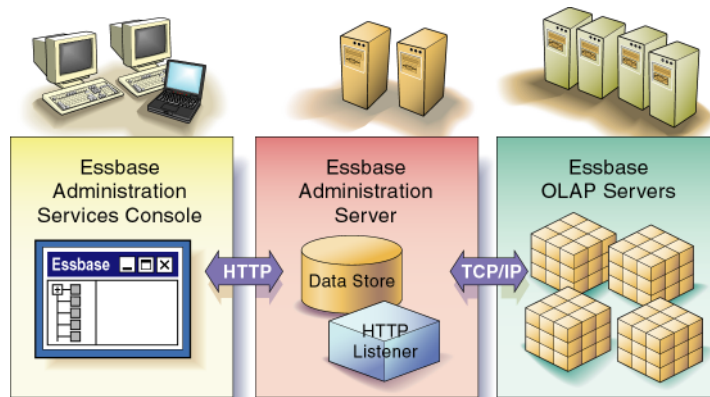 Essbase
Administration
Services Console
Essbase
HTTP
Essbase
Administration
Server
Data Store
HTTP
Listener
TCP/IP
Essbase
OLAP Servers